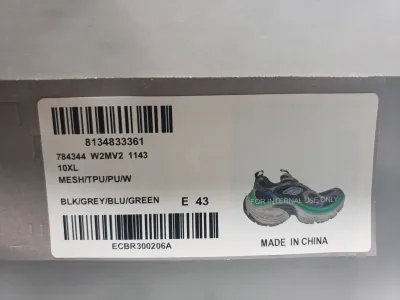 8134833361
784344 W2MV2 1143
10XL
MESH/TPU/PU/W
BLK/GREY/BLU/GREEN E 43
FOR INTERNAL USE ONLY
ECBR300206A
MADE IN CHINA